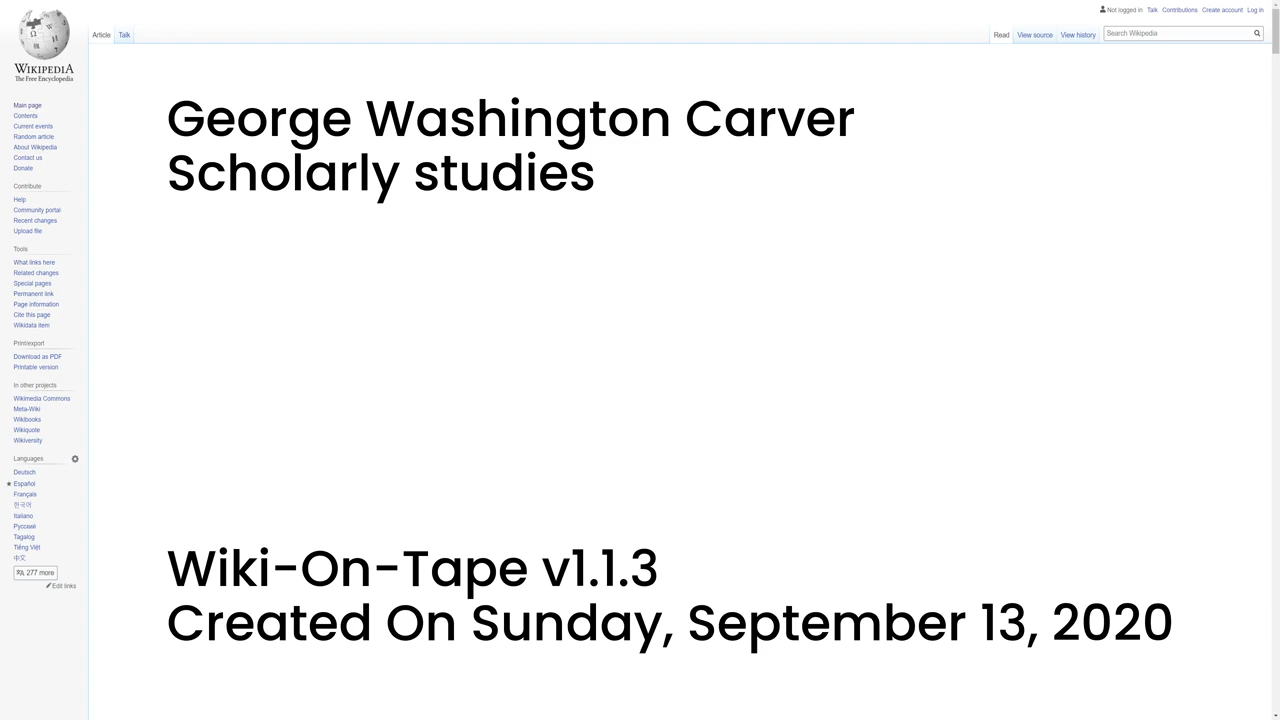 Not logged in Talk Contributions Create account Log in
Article Talk Read View source View history Search Wikipedia
WIKIPEDIA
The Free Encyclopedia
Main page
Contents
Current events
Random article
About Wikipedia
Contact us
Donate
Contribute
Help
Community portal
Recent changes
Upload file
Tools
What links here
Related changes
Special pages
Permanent link
Page information
Cite this page
Wikidata item
Print/export
Download as PDF
Printable version
In other projects
Wikimedia Commons
Meta-Wiki
Wikibooks
Wikiquote
Wikiversity
Languages
Deutsch
Español
Français
한국어
Italiano
Русский
Tagalog
Tiếng Việt
中文
277 more
Edit links
George Washington Carver
Scholarly studies
Wiki-On-Tape v1.1.3
Created On Sunday, September 13, 2020